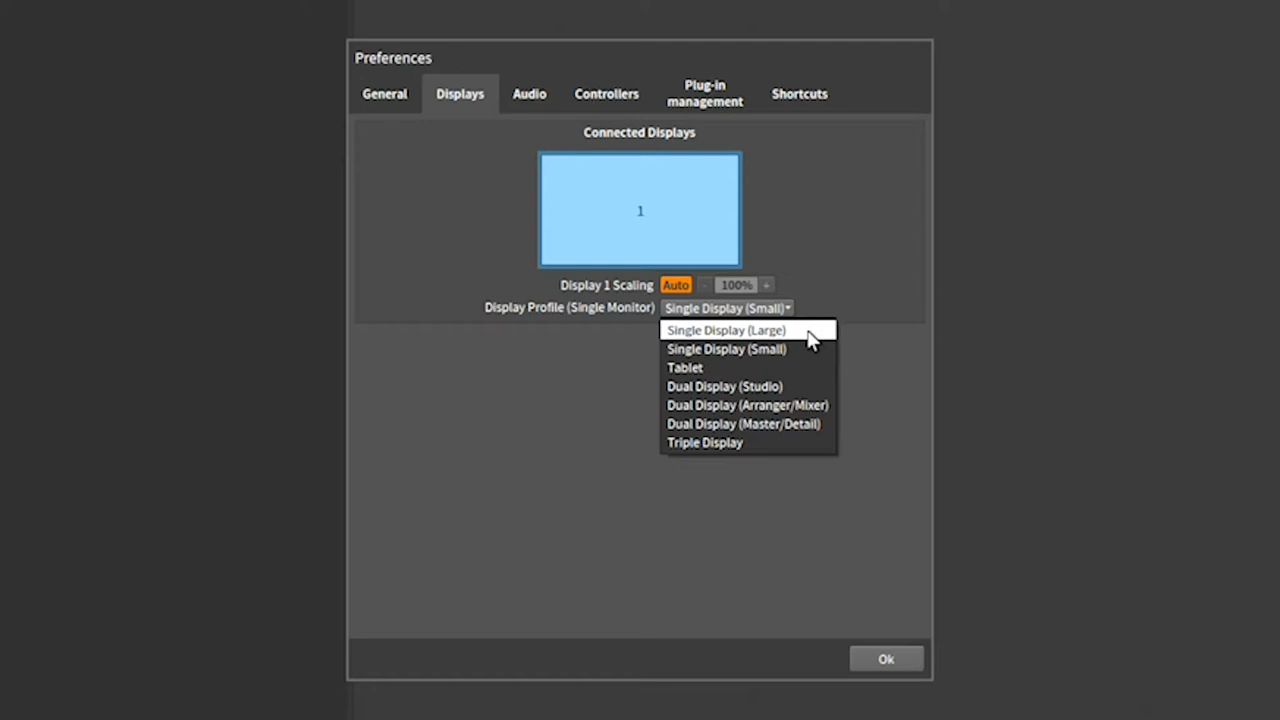 Preferences
General
Displays
Audio
Controllers
Plug-in
management
Shortcuts
Connected Displays
1
Display 1 Scaling Auto - 100% +
Display Profile (Single Monitor) Single Display (Small)
Single Display (Large)
Single Display (Small)
Tablet
Dual Display (Studio)
Dual Display (Arranger/Mixer)
Dual Display (Master/Detail)
Triple Display
Ok